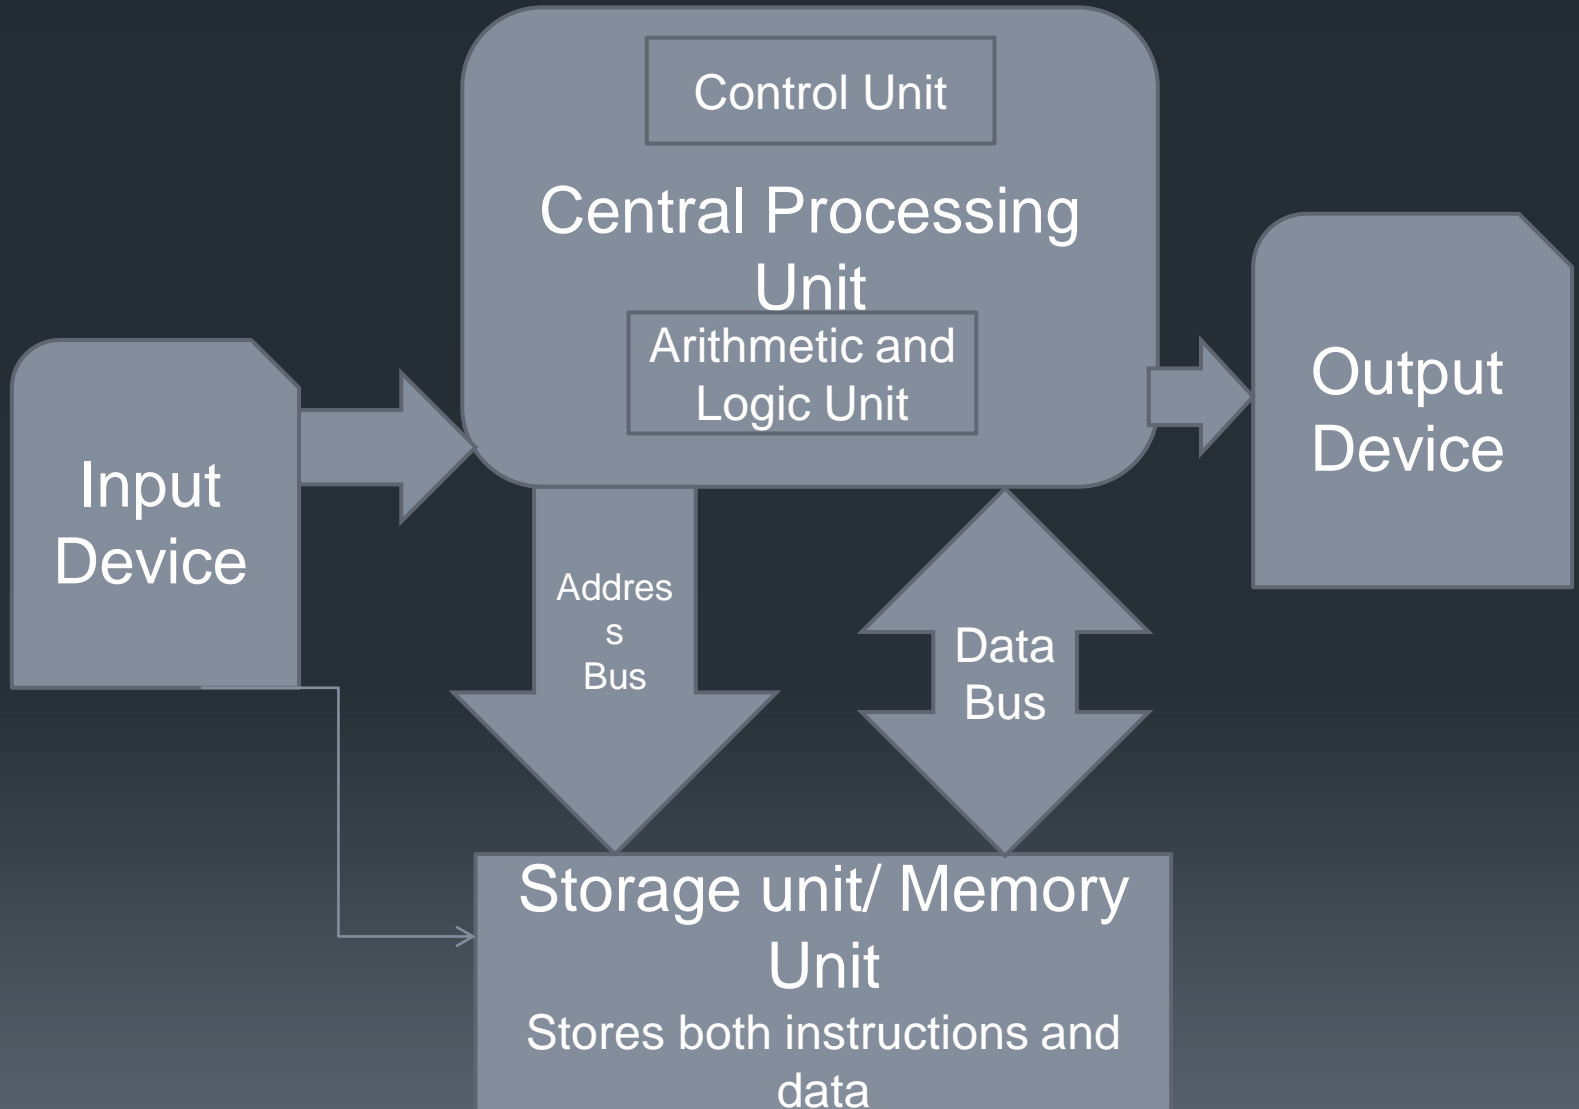 Control Unit
Central Processing
Unit
Arithmetic and
Logic Unit
Input
Device
Output
Device
Addres
s
Bus
Data
Bus
Storage unit/ Memory
Unit
Stores both instructions and
data